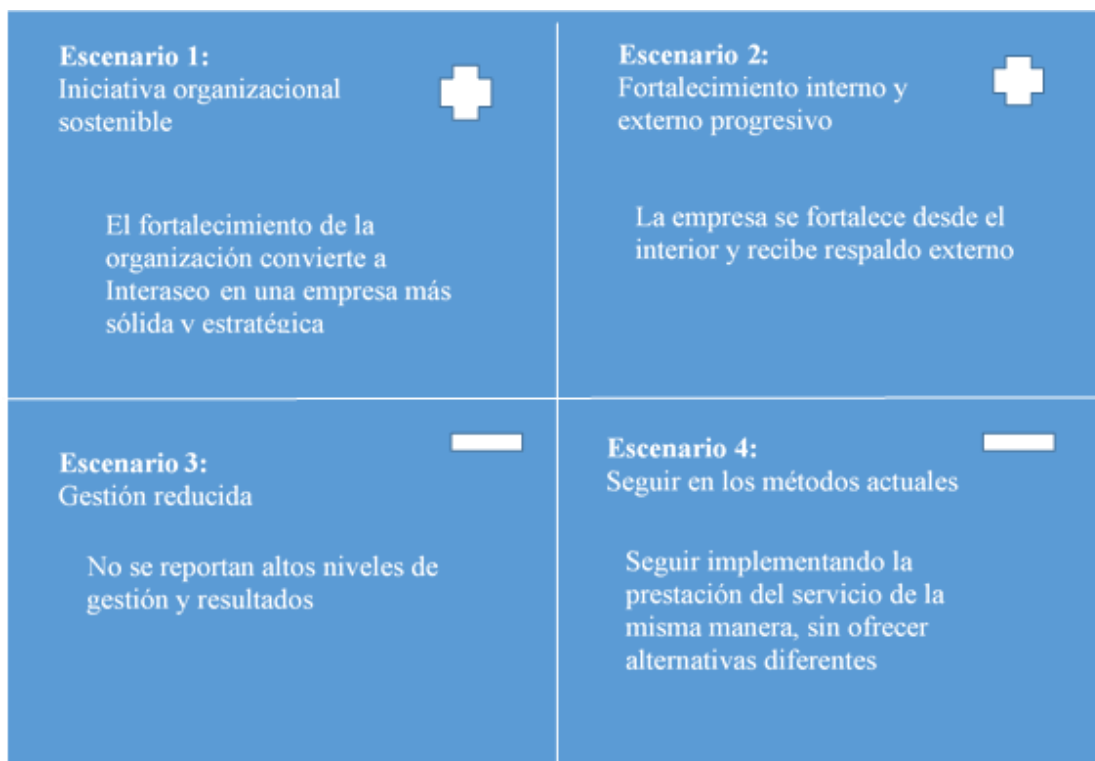 Escenario 1:
Iniciativa organizacional
sostenible
El fortalecimiento de la
organización convierte a
Interaseo en una empresa más
sólida y estratégica
Escenario 2:
Fortalecimiento interno y
externo progresivo
La empresa se fortalece desde el
interior y recibe respaldo externo
Escenario 3:
Gestión reducida
No se reportan altos niveles de
gestión y resultados
Escenario 4:
Seguir en los métodos actuales
Seguir implementando la
prestación del servicio de la
misma manera, sin ofrecer
alternativas diferentes